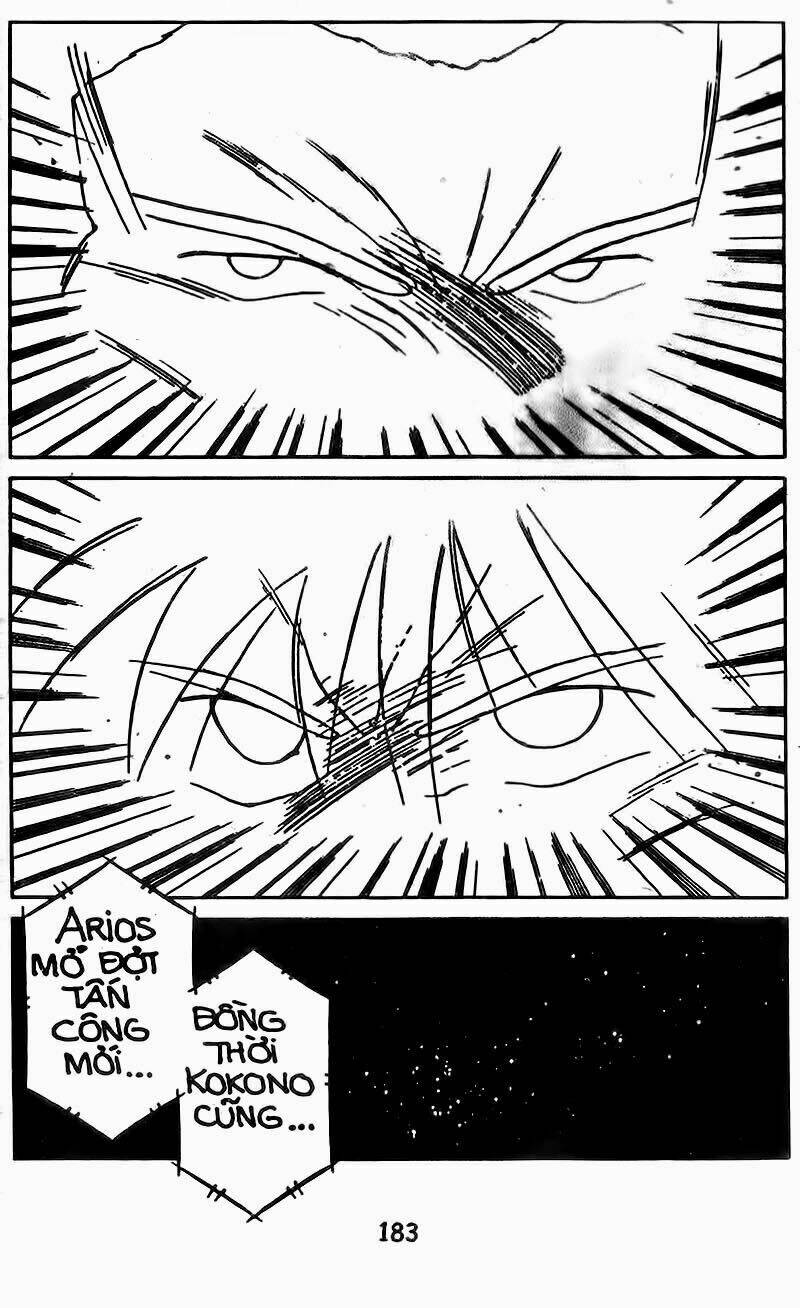 ARIOS
MỞ ĐỢT
TẤN
CÔNG
MỚI...
ĐỒNG
THỜI
KOKONO
CŨNG...
183